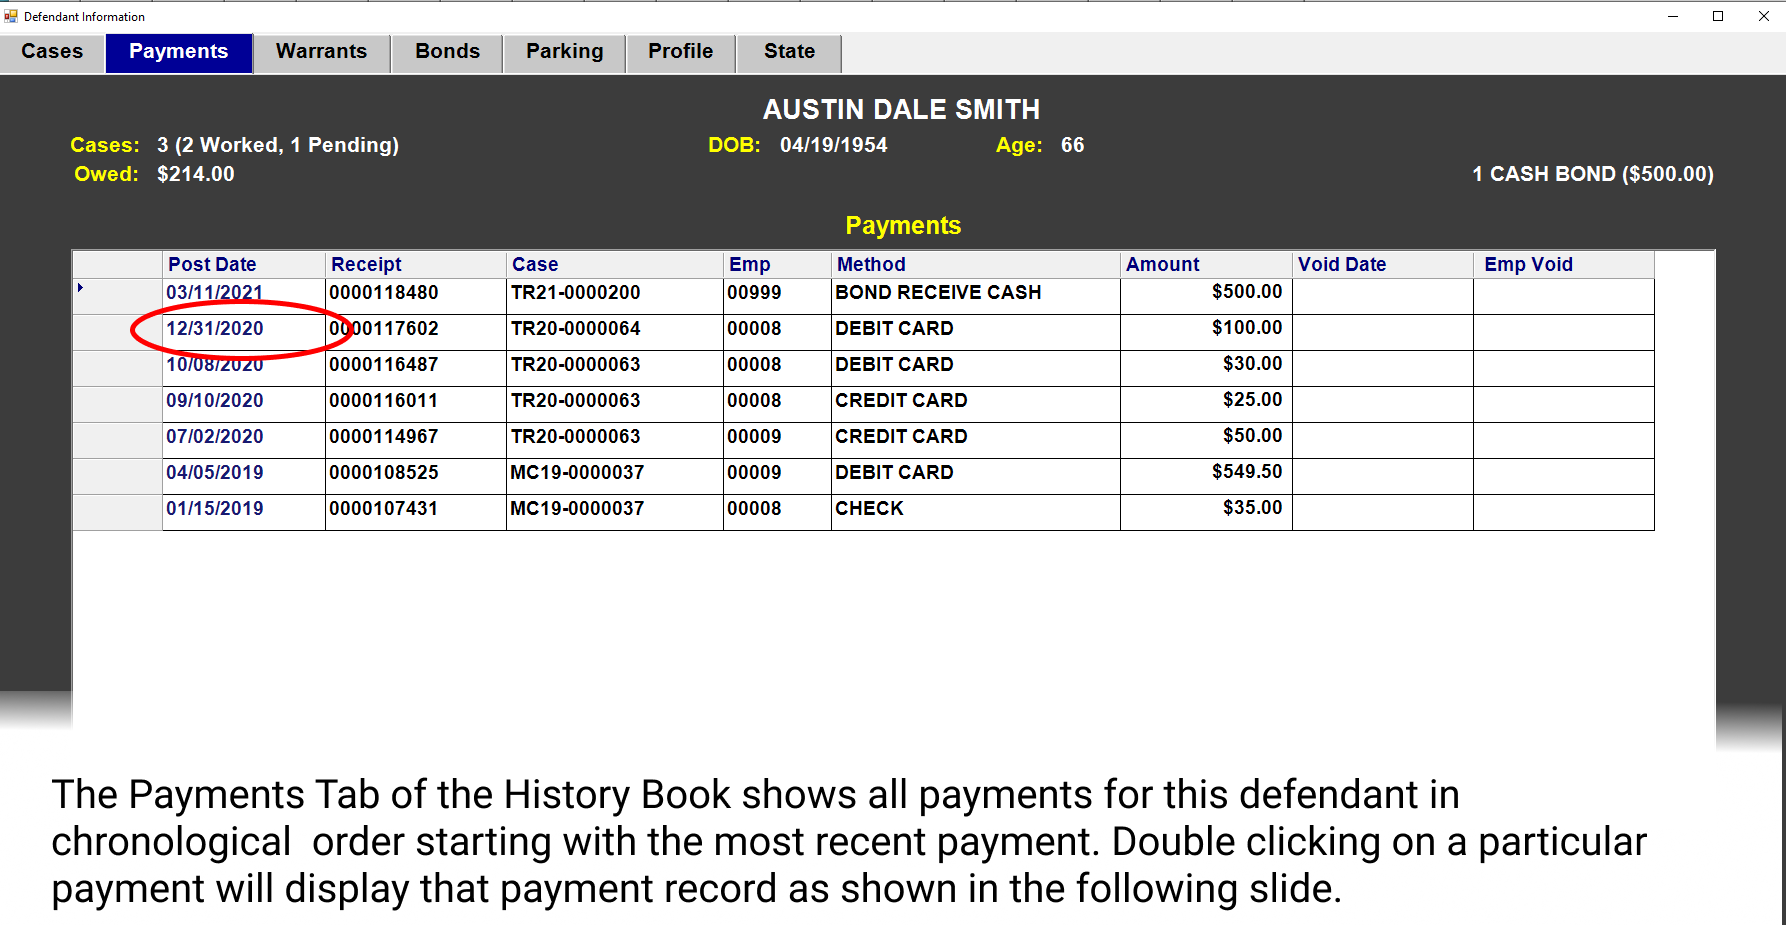 Defendant Information
Cases Payments Warrants Bonds Parking Profile State
AUSTIN DALE SMITH
Cases: 3 (2 Worked, 1 Pending) DOB: 04/19/1954 Age: 66
Owed: $214.00 1 CASH BOND ($500.00)
Payments
Post Date Receipt Case Emp Method Amount Void Date Emp Void
03/11/2021 0000118480 TR21-0000200 00999 BOND RECEIVE CASH $500.00
12/31/2020 0000117602 TR20-0000064 00008 DEBIT CARD $100.00
10/08/2020 0000116487 TR20-0000063 00008 DEBIT CARD $30.00
09/10/2020 0000116011 TR20-0000063 00008 CREDIT CARD $25.00
07/02/2020 0000114967 TR20-0000063 00009 CREDIT CARD $50.00
04/05/2019 0000108525 MC19-0000037 00009 DEBIT CARD $549.50
01/15/2019 0000107431 MC19-0000037 00008 CHECK $35.00
The Payments Tab of the History Book shows all payments for this defendant in
chronological order starting with the most recent payment. Double clicking on a particular
payment will display that payment record as shown in the following slide.